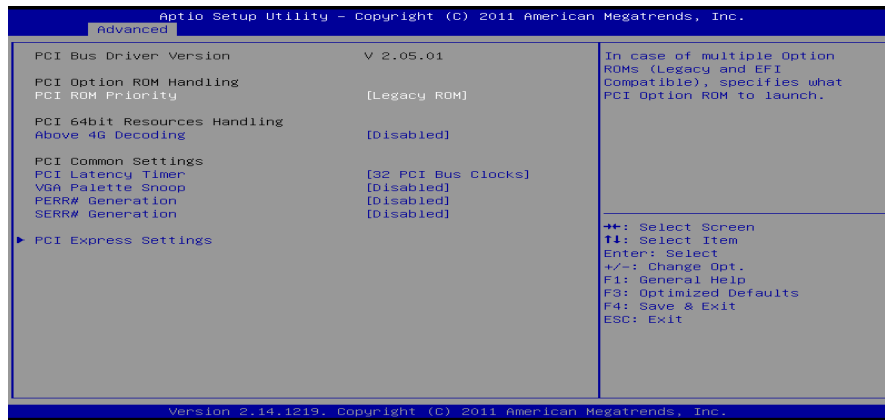 Aptio Setup Utility – Copyright (C) 2011 American Megatrends, Inc.
Advanced
PCI Bus Driver Version V 2.05.01
PCI Option ROM Handling
PCI ROM Priority [Legacy ROM]
PCI 64bit Resources Handling
Above 4G Decoding [Disabled]
PCI Common Settings
PCI Latency Timer [32 PCI Bus Clocks]
VGA Palette Snoop [Disabled]
PERR# Generation [Disabled]
SERR# Generation [Disabled]
► PCI Express Settings
In case of multiple Option
ROMs (Legacy and EFI
Compatible), specifies what
PCI Option ROM to launch.
→←: Select Screen
↑↓: Select Item
Enter: Select
+/-: Change Opt.
F1: General Help
F3: Optimized Defaults
F4: Save & Exit
ESC: Exit
Version 2.14.1219. Copyright (C) 2011 American Megatrends, Inc.